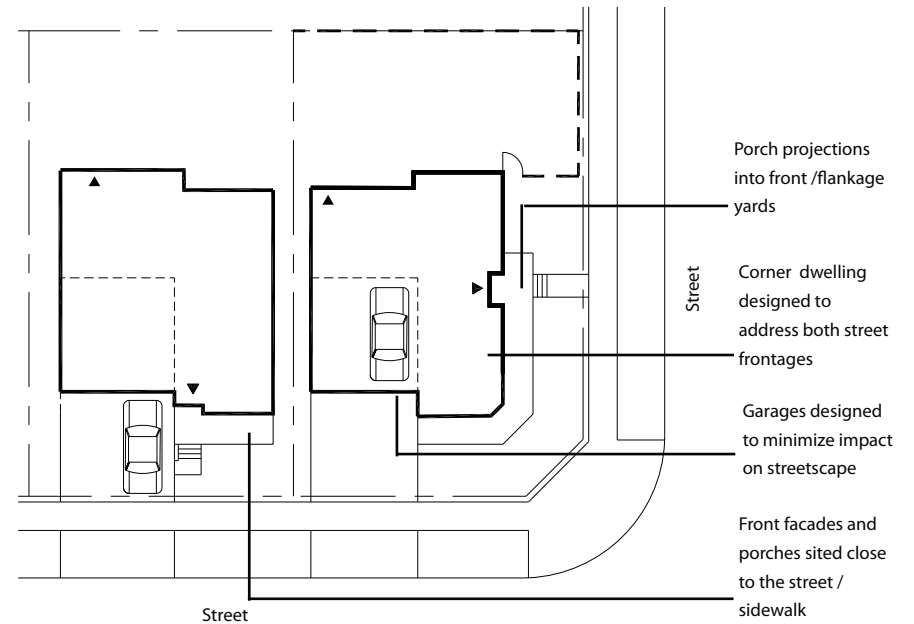 Porch projections
into front /flankage
yards
Street
Corner dwelling
designed to
address both street
frontages
Garages designed
to minimize impact
on streetscape
Front facades and
porches sited close
to the street /
sidewalk
Street